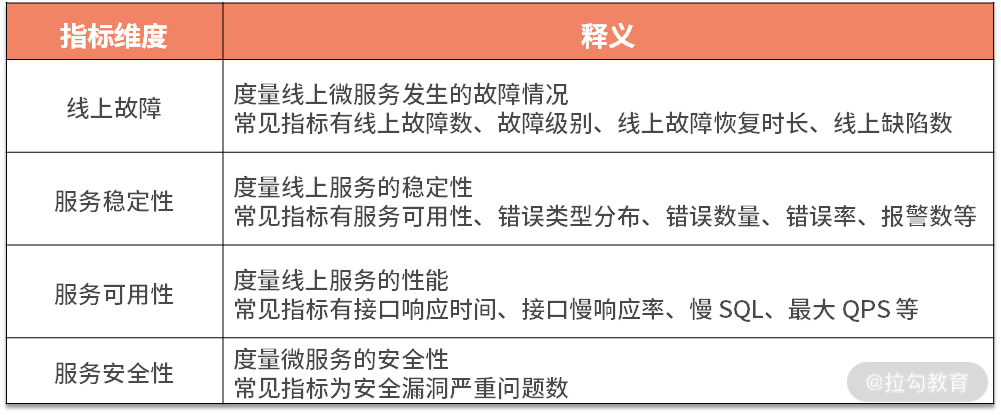 指标维度
释义
线上故障
度量线上微服务发生的故障情况
常见指标有线上故障数、故障级别、线上故障恢复时长、线上缺陷数
服务稳定性
度量线上服务的稳定性
常见指标有服务可用性、错误类型分布、错误数量、错误率、报警数等
服务可用性
度量线上服务的性能
常见指标有接口响应时间、接口慢响应率、慢 SQL、最大 QPS 等
服务安全性
度量微服务的安全性
常见指标为安全漏洞严重问题数
@拉勾教育